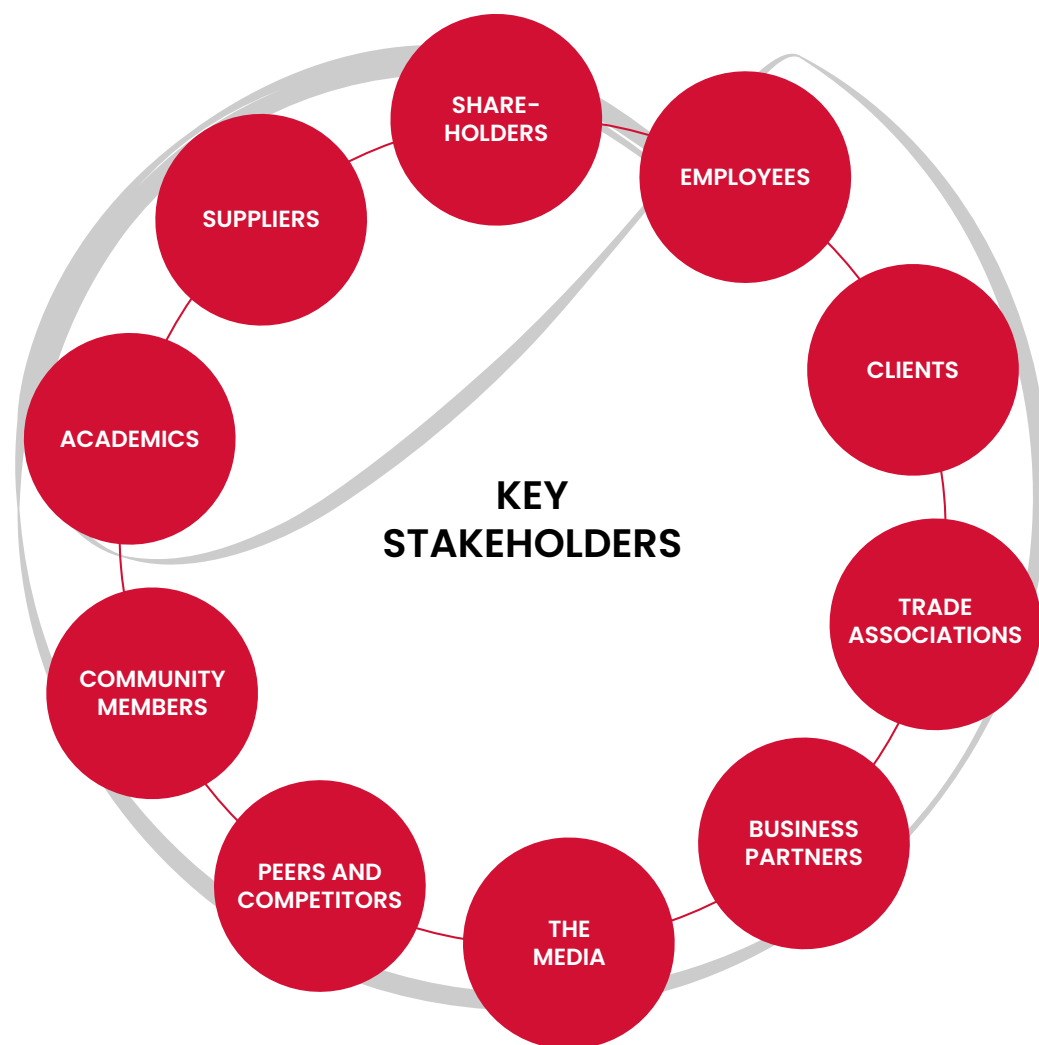 SHARE-
HOLDERS
EMPLOYEES
CLIENTS
TRADE
ASSOCIATIONS
BUSINESS
PARTNERS
THE
MEDIA
PEERS AND
COMPETITORS
COMMUNITY
MEMBERS
ACADEMICS
SUPPLIERS
KEY
STAKEHOLDERS